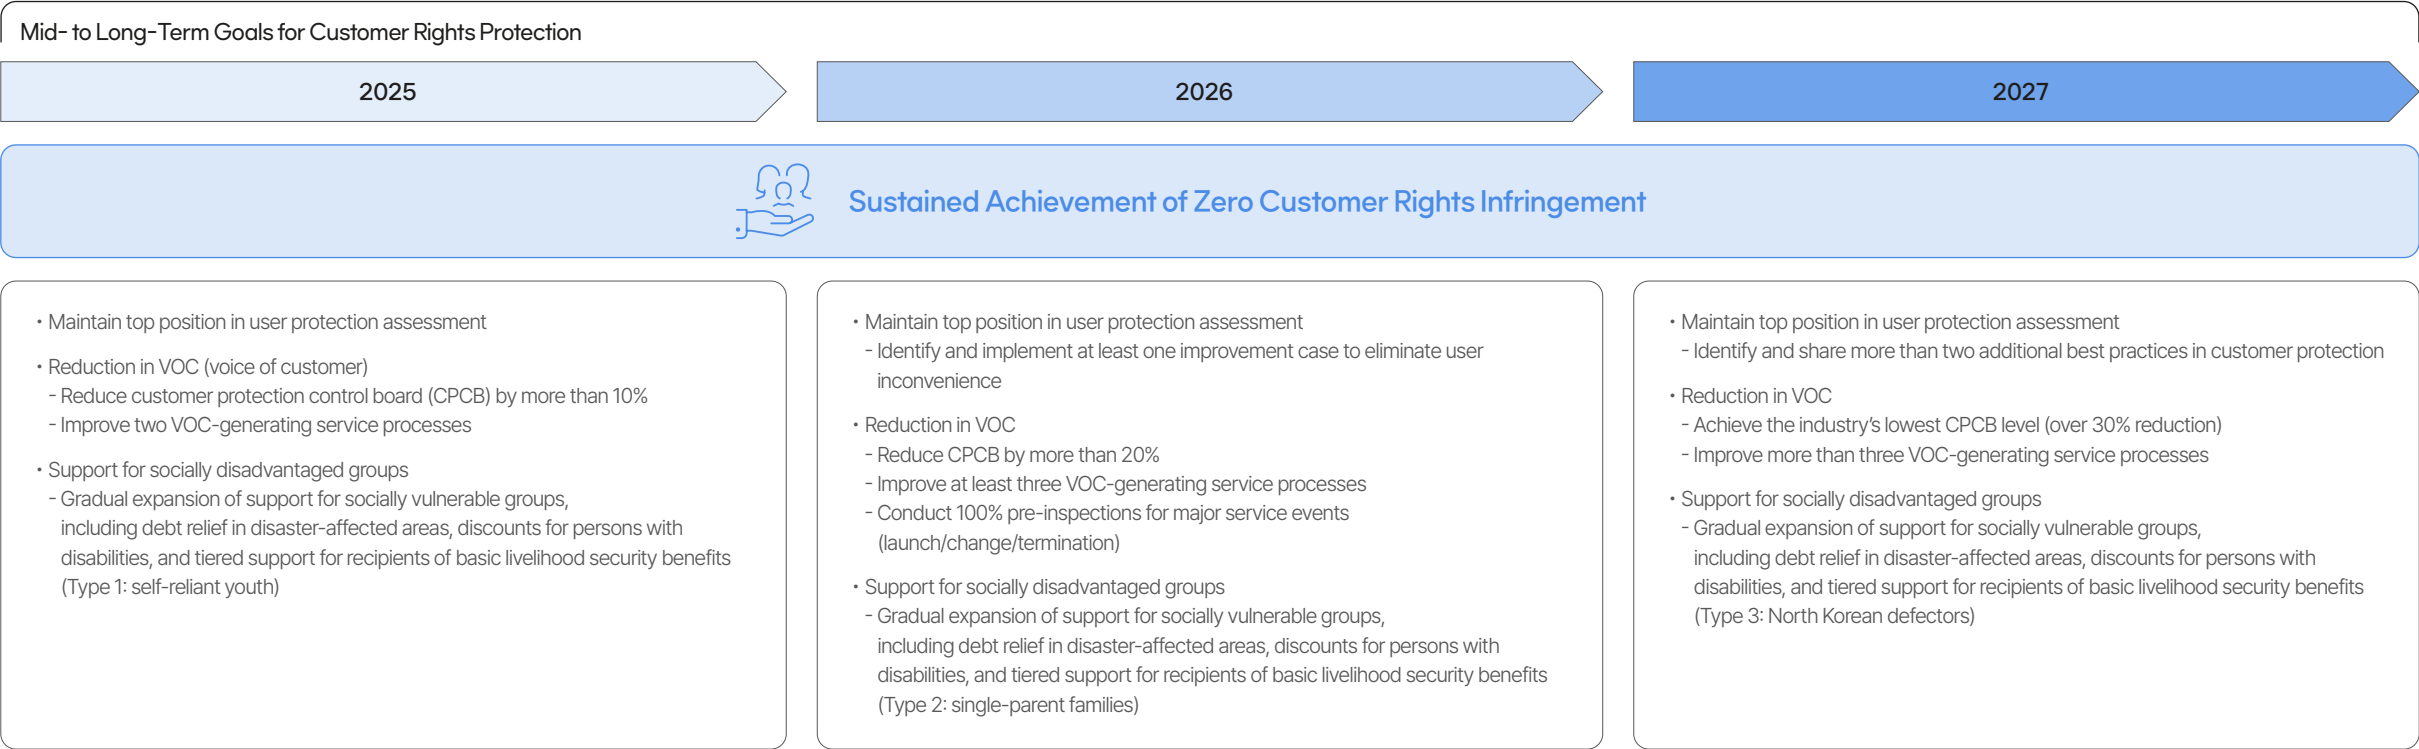 Mid- to Long-Term Goals for Customer Rights Protection
2025
2026
2027
Sustained Achievement of Zero Customer Rights Infringement
• Maintain top position in user protection assessment
• Reduction in VOC (voice of customer)
- Reduce customer protection control board (CPCB) by more than 10%
- Improve two VOC-generating service processes
• Support for socially disadvantaged groups
- Gradual expansion of support for socially vulnerable groups,
including debt relief in disaster-affected areas, discounts for persons with
disabilities, and tiered support for recipients of basic livelihood security benefits
(Type 1: self-reliant youth)
• Maintain top position in user protection assessment
- Identify and implement at least one improvement case to eliminate user
inconvenience
• Reduction in VOC
- Reduce CPCB by more than 20%
- Improve at least three VOC-generating service processes
- Conduct 100% pre-inspections for major service events
(launch/change/termination)
• Support for socially disadvantaged groups
- Gradual expansion of support for socially vulnerable groups,
including debt relief in disaster-affected areas, discounts for persons with
disabilities, and tiered support for recipients of basic livelihood security benefits
(Type 2: single-parent families)
• Maintain top position in user protection assessment
- Identify and share more than two additional best practices in customer protection
• Reduction in VOC
- Achieve the industry's lowest CPCB level (over 30% reduction)
- Improve more than three VOC-generating service processes
• Support for socially disadvantaged groups
- Gradual expansion of support for socially vulnerable groups,
including debt relief in disaster-affected areas, discounts for persons with
disabilities, and tiered support for recipients of basic livelihood security benefits
(Type 3: North Korean defectors)